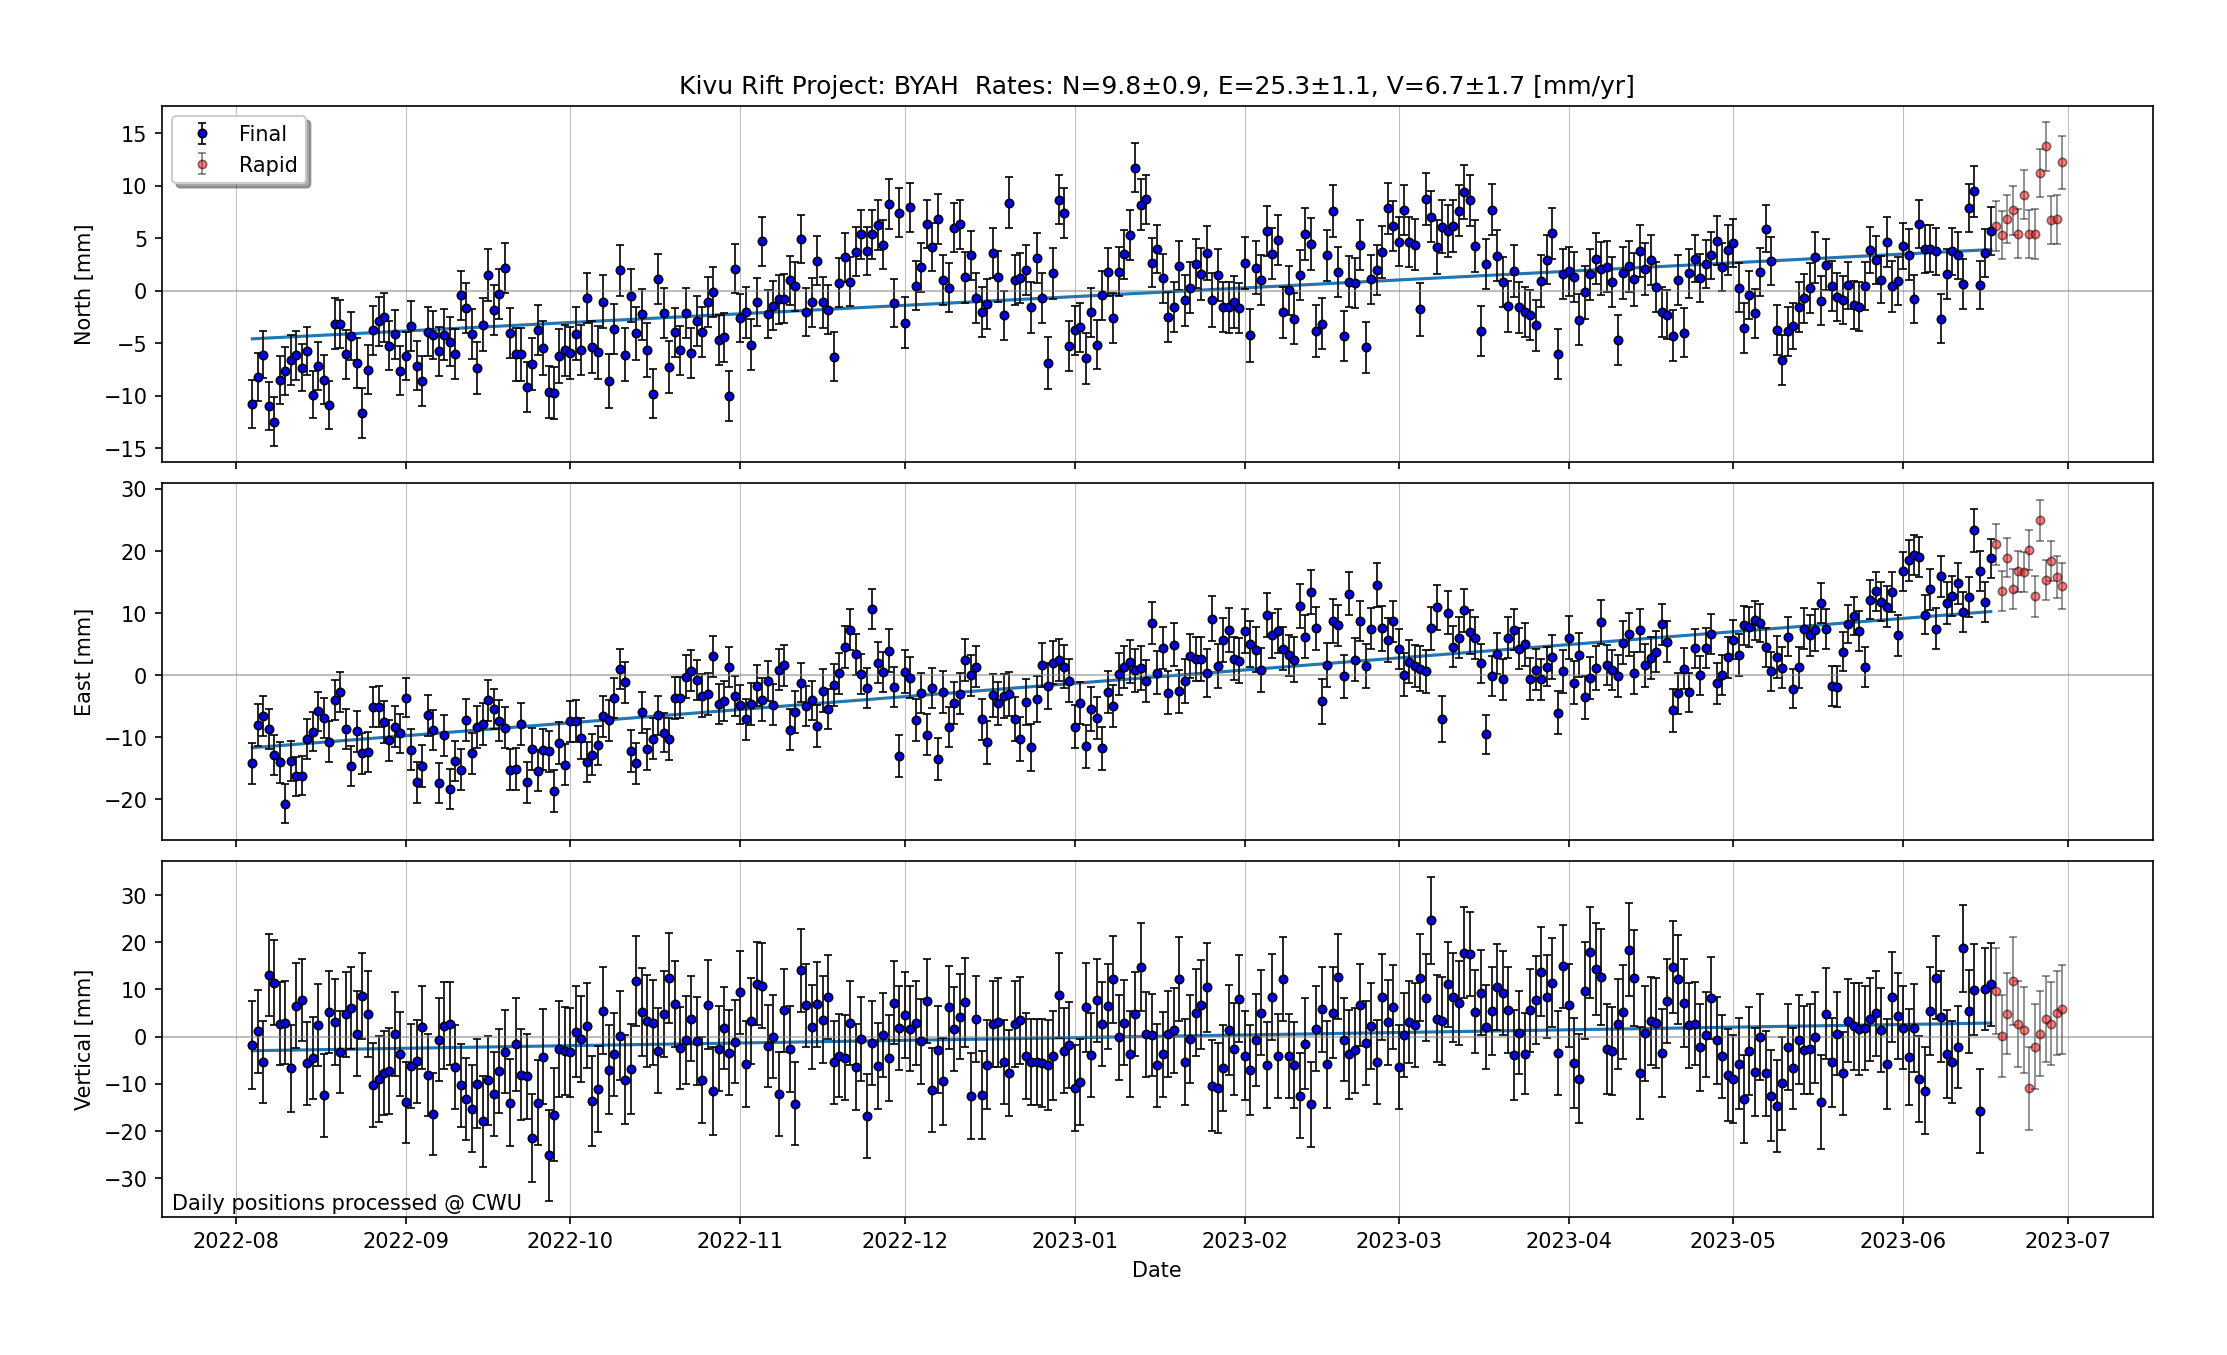 Kivu Rift Project: BYAH  Rates: N=9.8±0.9, E=25.3±1.1, V=6.7±1.7 [mm/yr]
Final
Rapid
North [mm]
15
10
5
0
−5
−10
−15
East [mm]
30
20
10
0
−10
−20
Vertical [mm]
30
20
10
0
−10
−20
−30
Daily positions processed @ CWU
2022-08 2022-09 2022-10 2022-11 2022-12 2023-01 2023-02 2023-03 2023-04 2023-05 2023-06 2023-07
Date